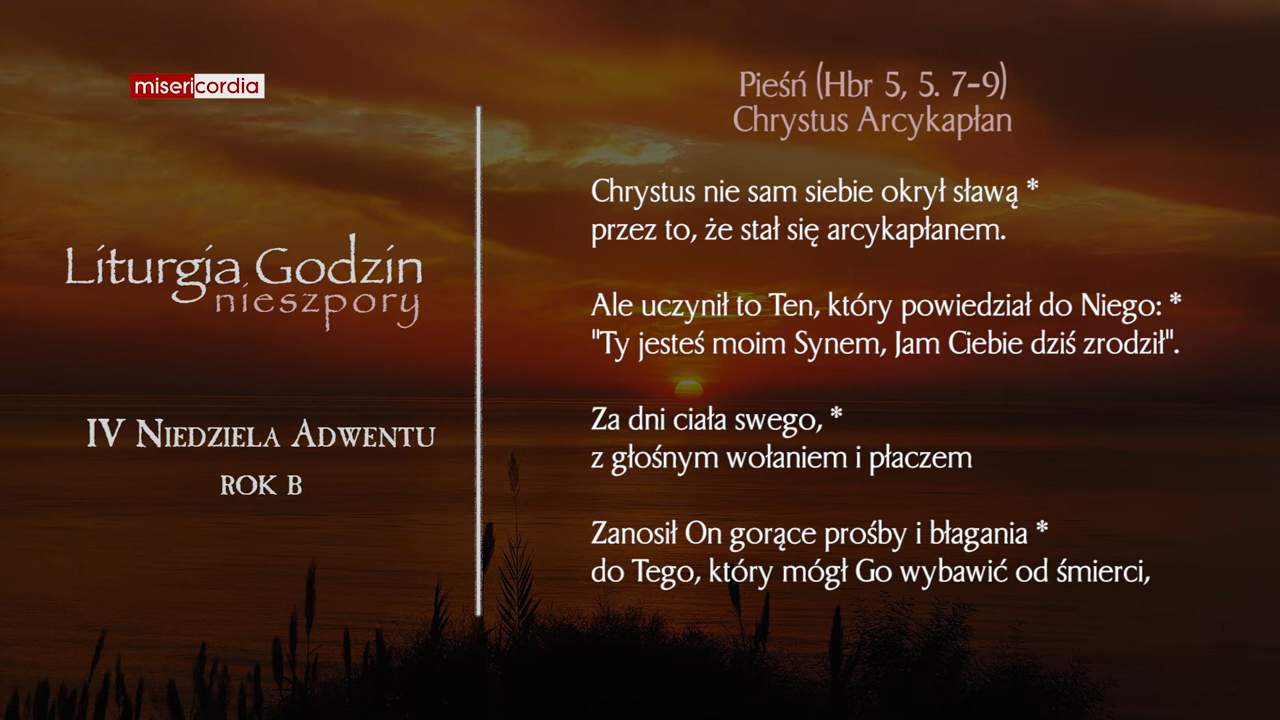 misericordia
Liturgia Godzin
nieszpory
IV Niedziela Adwentu
ROK B
Pieśń (Hbr 5, 5. 7-9)
Chrystus Arcykapłan
Chrystus nie sam siebie okrył sławą *
przez to, że stał się arcykapłanem.
Ale uczynił to Ten, który powiedział do Niego: *
"Ty jesteś moim Synem, Jam Ciebie dziś zrodził".
Za dni ciała swego, *
z głośnym wołaniem i płaczem
Zanosił On gorące prośby i błagania *
do Tego, który mógł Go wybawić od śmierci,